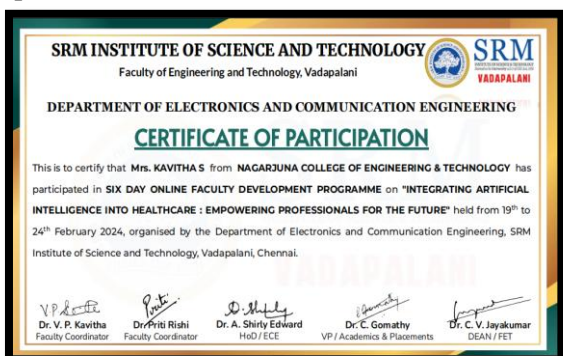 SRM INSTITUTE OF SCIENCE AND TECHNOLOGY
SRM
VADAPALANI
Faculty of Engineering and Technology, Vadapalani
DEPARTMENT OF ELECTRONICS AND COMMUNICATION ENGINEERING
CERTIFICATE OF PARTICIPATION
This is to certify that Mrs. KAVITHA S from NAGARJUNA COLLEGE OF ENGINEERING & TECHNOLOGY has
participated in SIX DAY ONLINE FACULTY DEVELOPMENT PROGRAMME on "INTEGRATING ARTIFICIAL
INTELLIGENCE INTO HEALTHCARE : EMPOWERING PROFESSIONALS FOR THE FUTURE" held from 19th to
24th February 2024, organised by the Department of Electronics and Communication Engineering, SRM
Institute of Science and Technology, Vadapalani, Chennai.
Dr. V. P. Kavitha
Faculty Coordinator
Dr. Priti Rishi
Faculty Coordinator
Dr. A. Shirly Edward
HoD / ECE
Dr. C. Gomathy
VP / Academics & Placements
Dr. C. V. Jayakumar
DEAN / FET